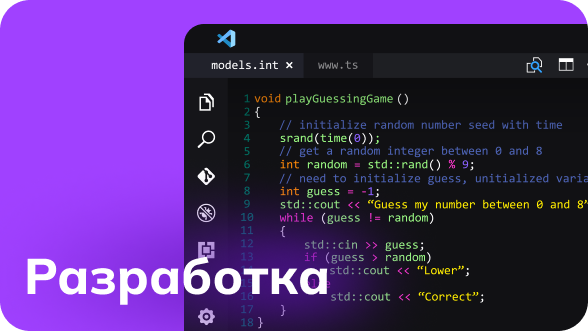 models.int ×
www.ts
1 void playGuessingGame ()
2 {
3 // initialize random number seed with time
4 srand(time(0));
5 // get a random integer between 0 and 8
6 int random = std::rand() % 9;
7 // need to initialize guess, unitialized varia
8 int guess = -1;
9 std::cout << “Guess my number between 0 and 8”
10 while (guess != random)
11 {
12 std::cin >> guess;
13 if (guess > random)
std::cout << “Lower”;
Разработка
std::cout << “Correct”;
17 }
18 }